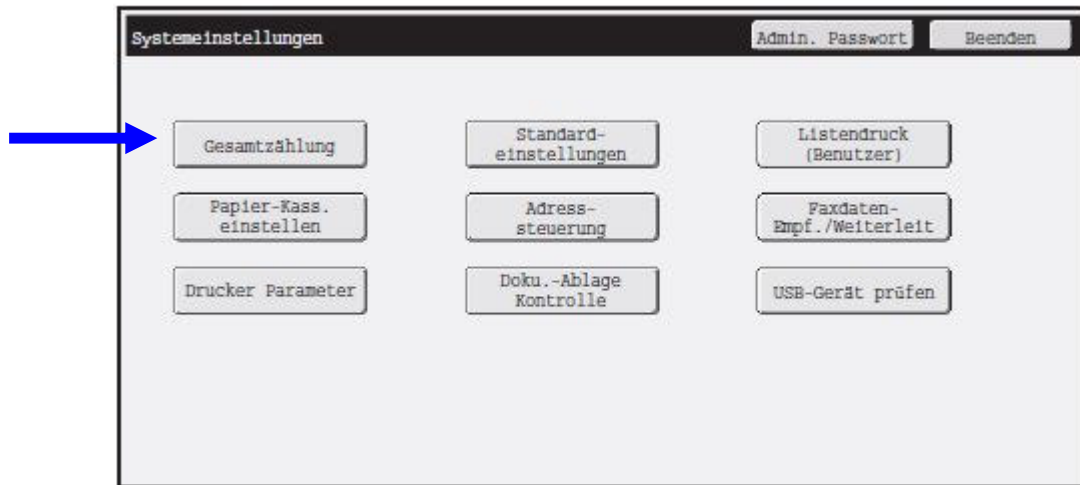 Systemeinstellungen
Admin. Passwort
Beenden
Gesamtzählung
Standard-
einstellungen
Listendruck
(Benutzer)
Papier-Kass.
einstellen
Adress-
steuerung
Faxdaten-
Empf./Weiterleit
Drucker Parameter
Doku.-Ablage
Kontrolle
USB-Gerät prüfen